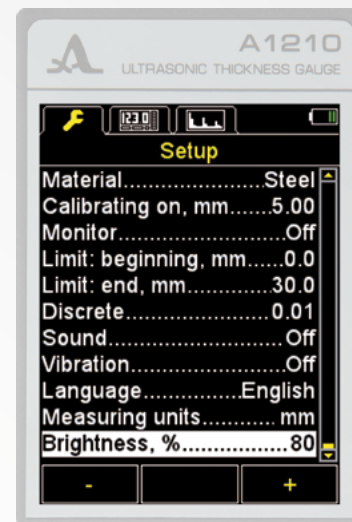 A1210
ULTRASONIC THICKNESS GAUGE
123.0
Setup
Material......................Steel
Calibrating on, mm.......5.00
Monitor........................Off
Limit: beginning, mm......0.0
Limit: end, mm.............30.0
Discrete......................0.01
Sound..........................Off
Vibration......................Off
Language...............English
Measuring units............ mm
Brightness, %.................80
- +